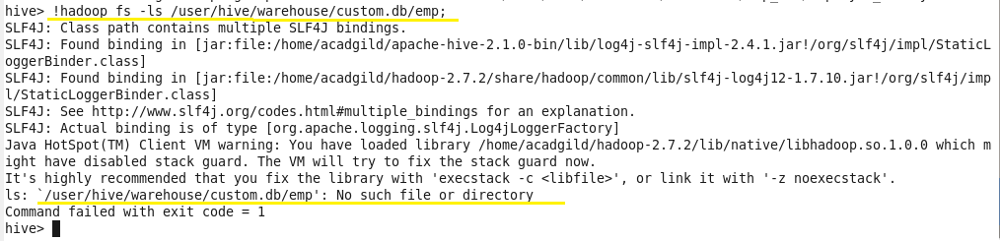 hive> !hadoop fs -ls /user/hive/warehouse/custom.db/emp;
SLF4J: Class path contains multiple SLF4J bindings.
SLF4J: Found binding in [jar:file:/home/acadgild/apache-hive-2.1.0-bin/lib/log4j-slf4j-impl-2.4.1.jar!/org/slf4j/impl/StaticL
oggerBinder.class]
SLF4J: Found binding in [jar:file:/home/acadgild/hadoop-2.7.2/share/hadoop/common/lib/slf4j-log4j12-1.7.10.jar!/org/slf4j/imp
l/StaticLoggerBinder.class]
SLF4J: See http://www.slf4j.org/codes.html#multiple_bindings for an explanation.
SLF4J: Actual binding is of type [org.apache.logging.slf4j.Log4jLoggerFactory]
Java HotSpot(TM) Client VM warning: You have loaded library /home/acadgild/hadoop-2.7.2/lib/native/libhadoop.so.1.0.0 which m
ight have disabled stack guard. The VM will try to fix the stack guard now.
It's highly recommended that you fix the library with 'execstack -c <libfile>', or link it with '-z noexecstack'.
ls: `/user/hive/warehouse/custom.db/emp': No such file or directory
Command failed with exit code = 1
hive>